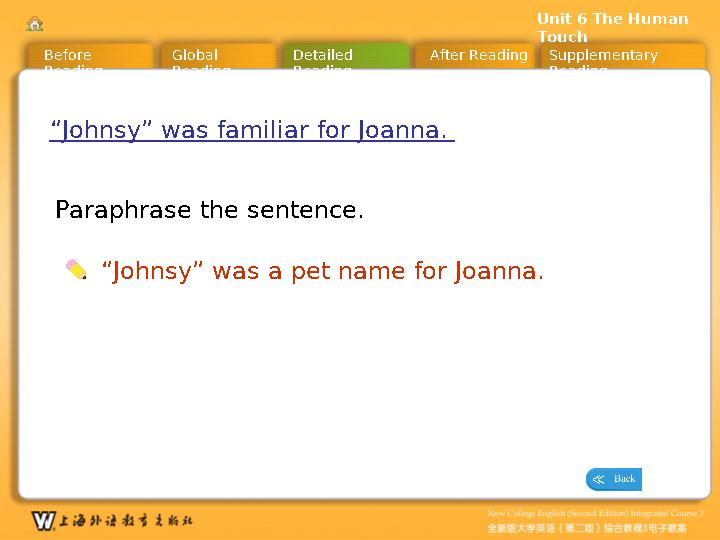 Unit 6 The Human
Touch
Before
Reading
Global
Reading
Detailed
Reading
After Reading
Supplementary
Reading
“Johnsy” was familiar for Joanna.
Paraphrase the sentence.
“Johnsy” was a pet name for Joanna.
≪ Back
W 上海外语教育出版社
New College English (Second Edition) Integrated Course 3
全新版大学英语（第二版）综合教程3电子教案